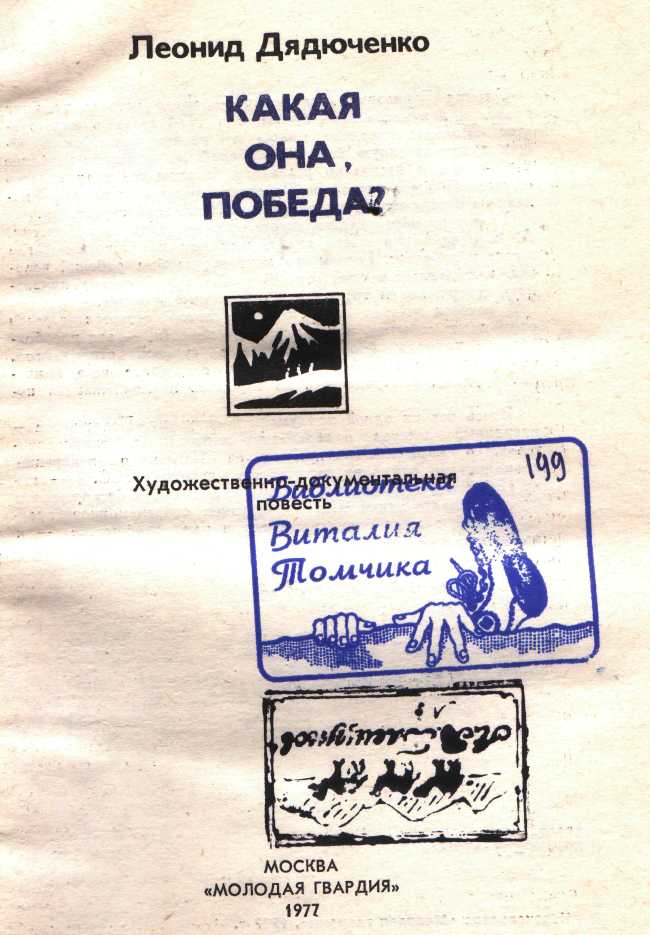 Леонид Дядюченко
КАКАЯ
ОНА,
ПОБЕДА?
Художественно-документальная
повесть
199
Библиотека
Виталия
Томчика
МОСКВА
«МОЛОДАЯ ГВАРДИЯ»
1977